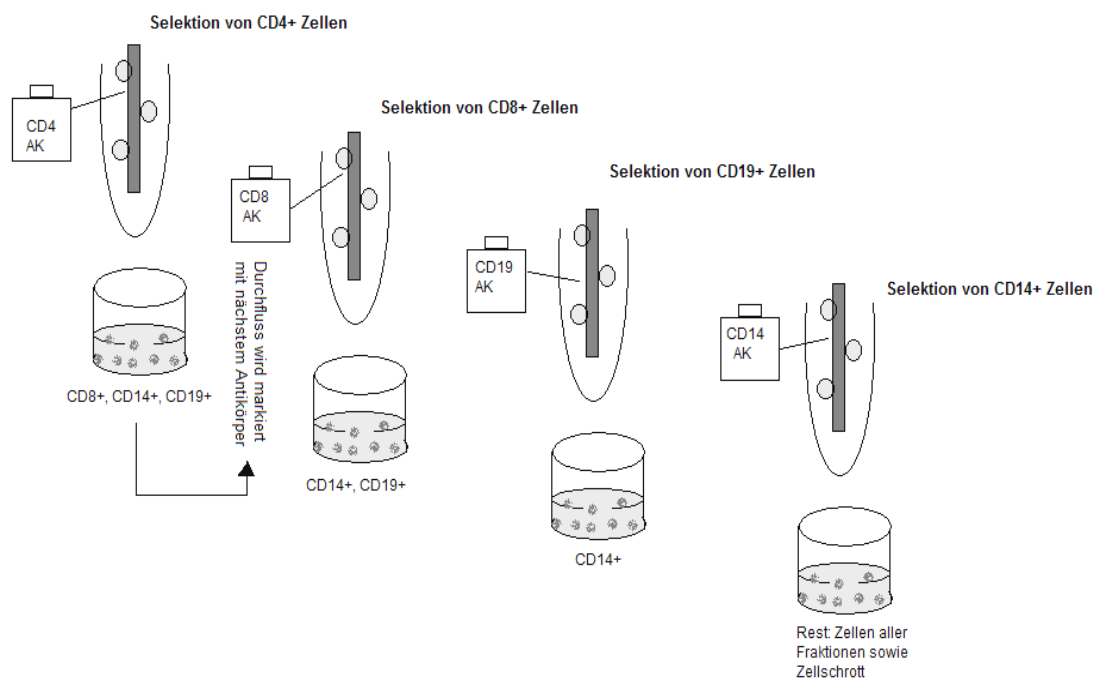 Selektion von CD4+ Zellen
CD4
AK
CD8+, CD14+, CD19+
Durchfluss wird markiert
mit nächstem Antikörper
Selektion von CD8+ Zellen
CD8
AK
CD14+, CD19+
Selektion von CD19+ Zellen
CD19
AK
CD14+
Selektion von CD14+ Zellen
CD14
AK
Rest: Zellen aller
Fraktionen sowie
Zellschrott